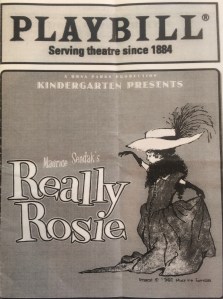 PLAYBILL®
Serving theatre since 1884
KINDERGARTEN PRESENTS
Maurice Sendak's
Really
Rosie